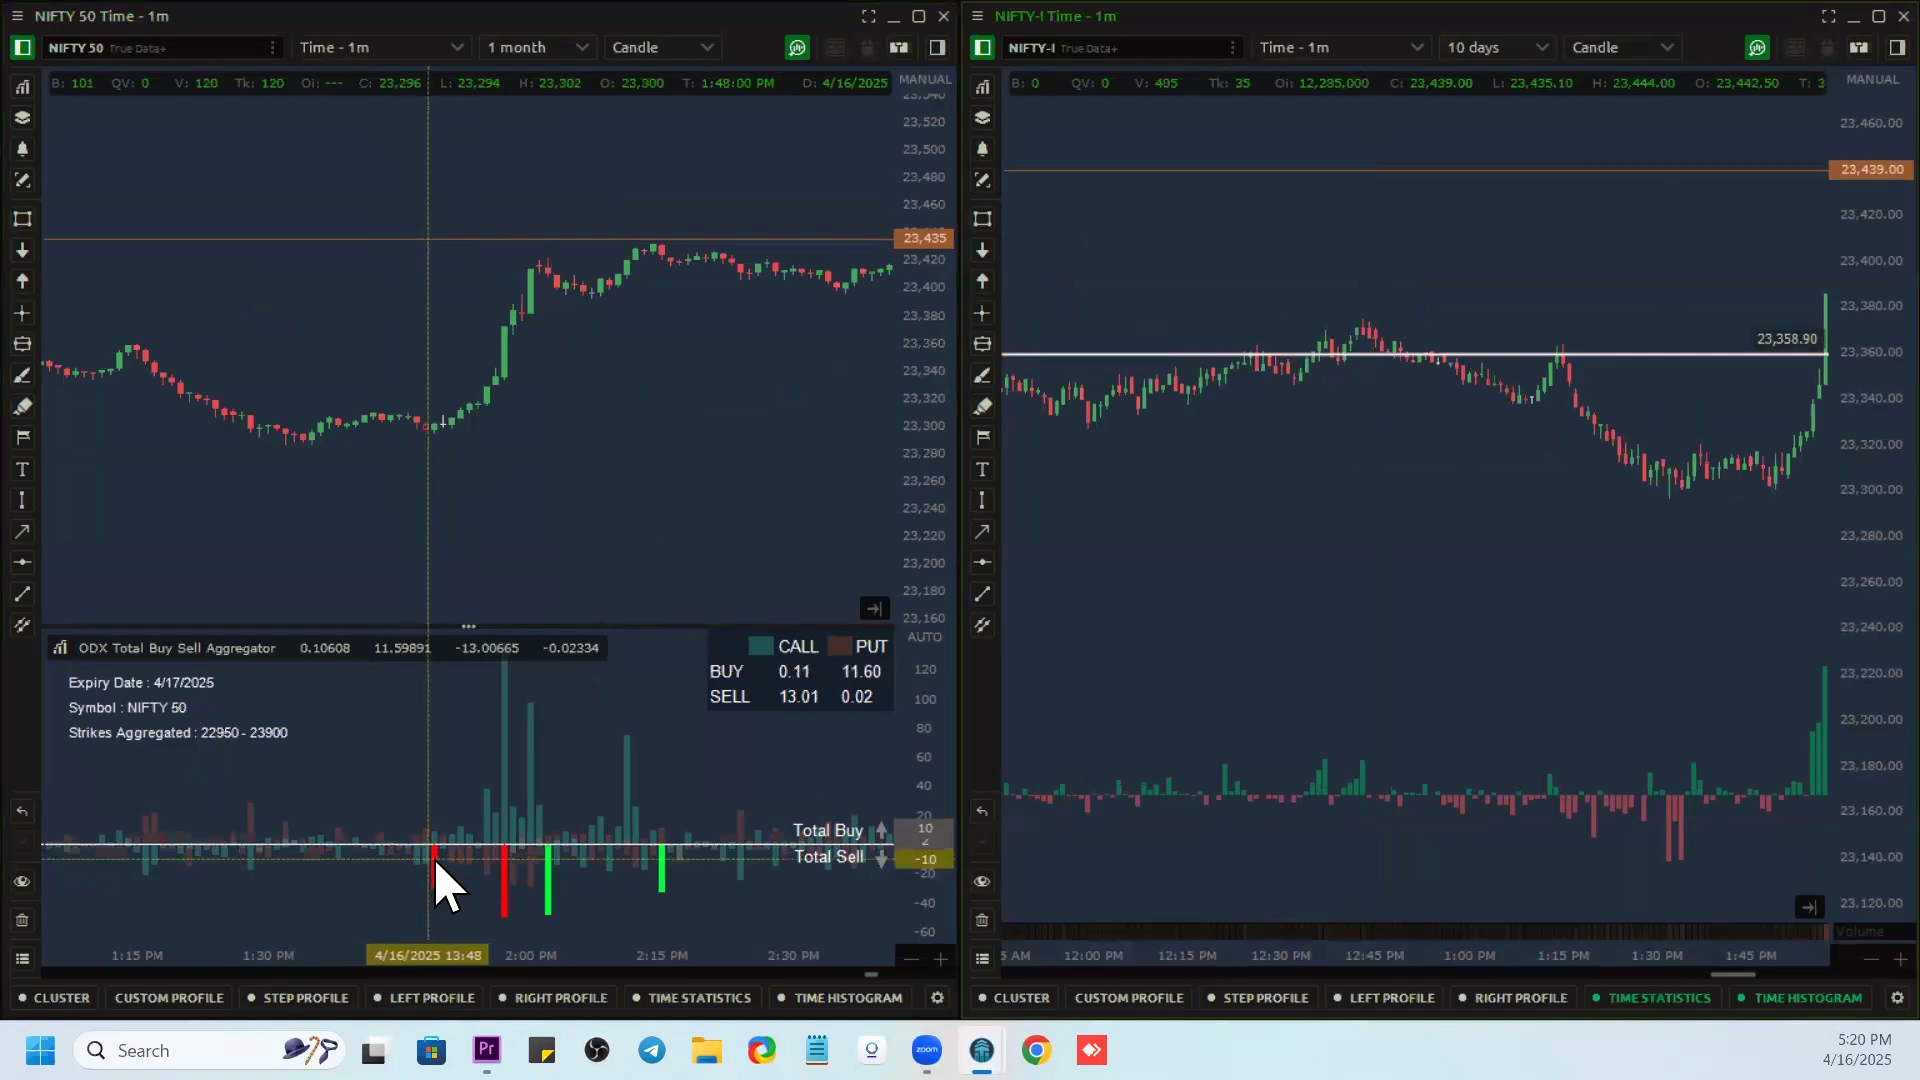 NIFTY 50 Time - 1m
NIFTY 50 True Data+
Time - 1m
1 month
Candle
B: 101 QV: 0 V: 120 Tk: 120 Oi: --- C: 23,296 L: 23,294 H: 23,302 O: 23,300 T: 1:48:00 PM D: 4/16/2025
MANUAL
23,540
23,520
23,500
23,480
23,460
23,435
23,420
23,400
23,380
23,360
23,340
23,320
23,300
23,280
23,260
23,240
23,220
23,200
23,180
23,160
ODX Total Buy Sell Aggregator 0.10608 11.59891 -13.00665 -0.02334
CALL PUT
BUY 0.11 11.60
SELL 13.01 0.02
Expiry Date : 4/17/2025
Symbol : NIFTY 50
Strikes Aggregated : 22950 - 23900
AUTO
120
100
80
60
40
20
10
2
-10
-20
-40
-60
Total Buy
Total Sell
1:15 PM 1:30 PM 4/16/2025 13:48 2:00 PM 2:15 PM 2:30 PM
CLUSTER CUSTOM PROFILE STEP PROFILE LEFT PROFILE RIGHT PROFILE TIME STATISTICS TIME HISTOGRAM
NIFTY-I Time - 1m
NIFTY-I True Data+
Time - 1m
10 days
Candle
B: 0 QV: 0 V: 405 Tk: 35 Oi: 12,285,000 C: 23,439.00 L: 23,435.10 H: 23,444.00 O: 23,442.50 T: 3
MANUAL
23,460.00
23,439.00
23,420.00
23,400.00
23,380.00
23,358.90
23,360.00
23,340.00
23,320.00
23,300.00
23,280.00
23,260.00
23,240.00
23,220.00
23,200.00
23,180.00
23,160.00
23,140.00
23,120.00
Volume
5 AM 12:00 PM 12:15 PM 12:30 PM 12:45 PM 1:00 PM 1:15 PM 1:30 PM 1:45 PM
CLUSTER CUSTOM PROFILE STEP PROFILE LEFT PROFILE RIGHT PROFILE TIME STATISTICS TIME HISTOGRAM
Search
Pr
zoom
5:20 PM
4/16/2025